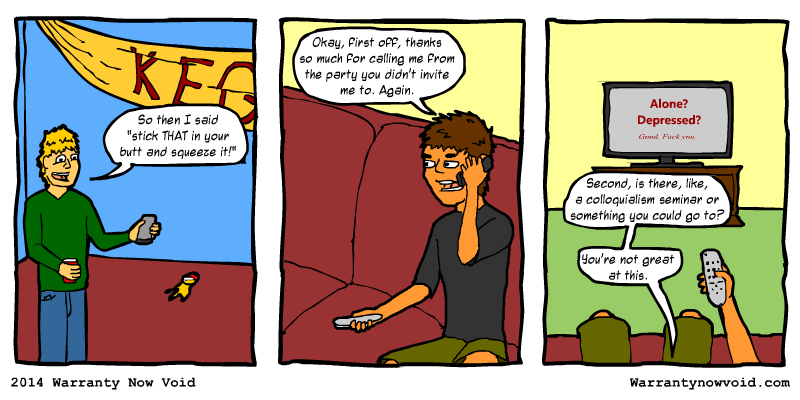 KEG
So then I said
"stick THAT in your
butt and squeeze it!"
Okay, first off, thanks
so much for calling me from
the party you didn't invite
me to. Again.
Alone?
Depressed?
Good. Fuck you.
Second, is there, like,
a colloquialism seminar or
something you could go to?
You're not great
at this.
2014 Warranty Now Void
Warrantynowvoid.com